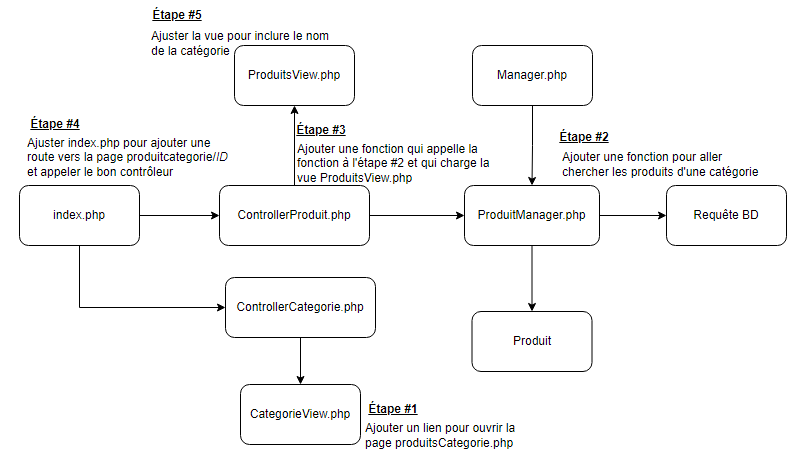 Étape #5
Ajuster la vue pour inclure le nom
de la catégorie
ProduitsView.php
Manager.php
Étape #4
Ajuster index.php pour ajouter une
route vers la page produitcategorie/ID
et appeler le bon contrôleur
Étape #3
Ajouter une fonction qui appelle la
fonction à l'étape #2 et qui charge la
vue ProduitsView.php
Étape #2
Ajouter une fonction pour aller
chercher les produits d'une catégorie
index.php
ControllerProduit.php
ProduitManager.php
Requête BD
ControllerCategorie.php
Produit
CategorieView.php
Étape #1
Ajouter un lien pour ouvrir la
page produitsCategorie.php